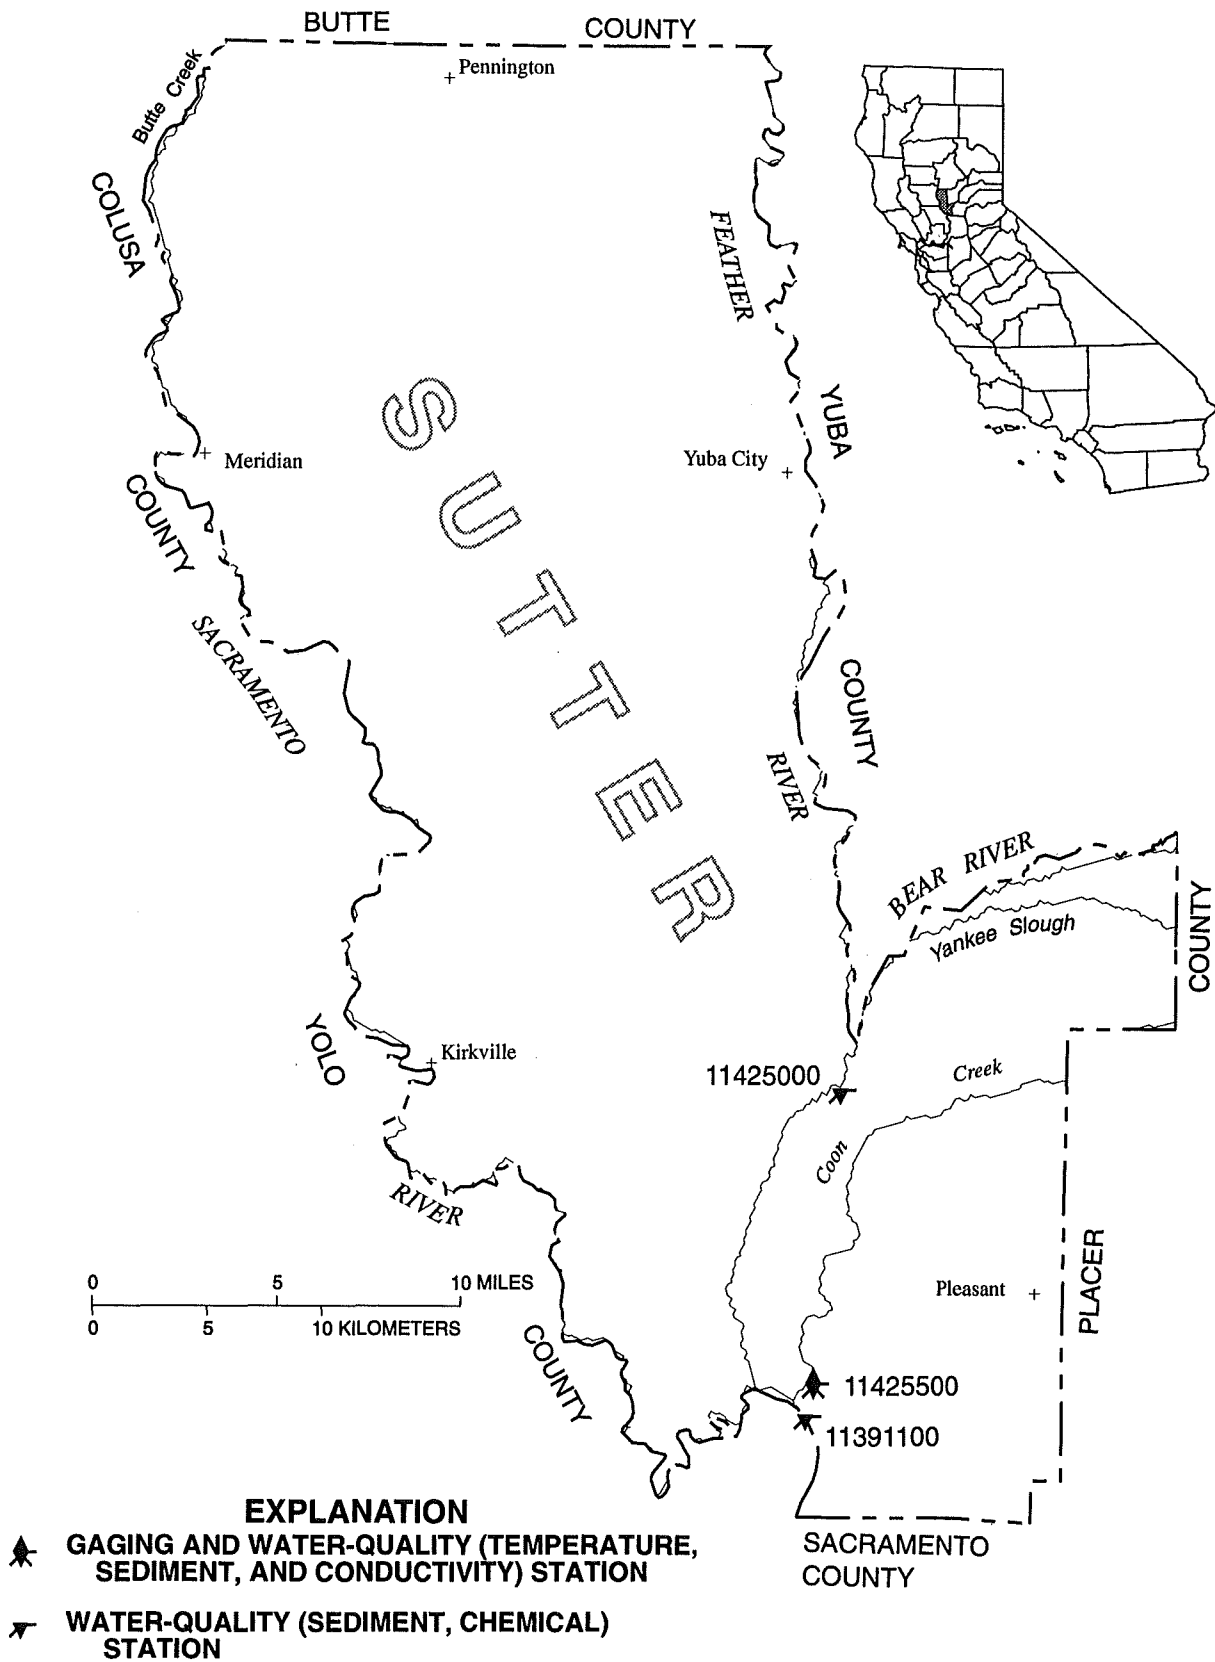 BUTTE COUNTY
Pennington
Butte Creek
COLUSA
FEATHER
YUBA
Yuba City
Meridian
COUNTY
SUTTER
SACRAMENTO
COUNTY
RIVER
BEAR RIVER
Yankee Slough
COUNTY
YOLO
Kirkville
11425000
Creek
Coon
RIVER
PLACER
Pleasant
0 5 10 MILES
0 5 10 KILOMETERS
COUNTY
11425500
11391100
SACRAMENTO
COUNTY
EXPLANATION
GAGING AND WATER-QUALITY (TEMPERATURE,
SEDIMENT, AND CONDUCTIVITY) STATION
WATER-QUALITY (SEDIMENT, CHEMICAL)
STATION